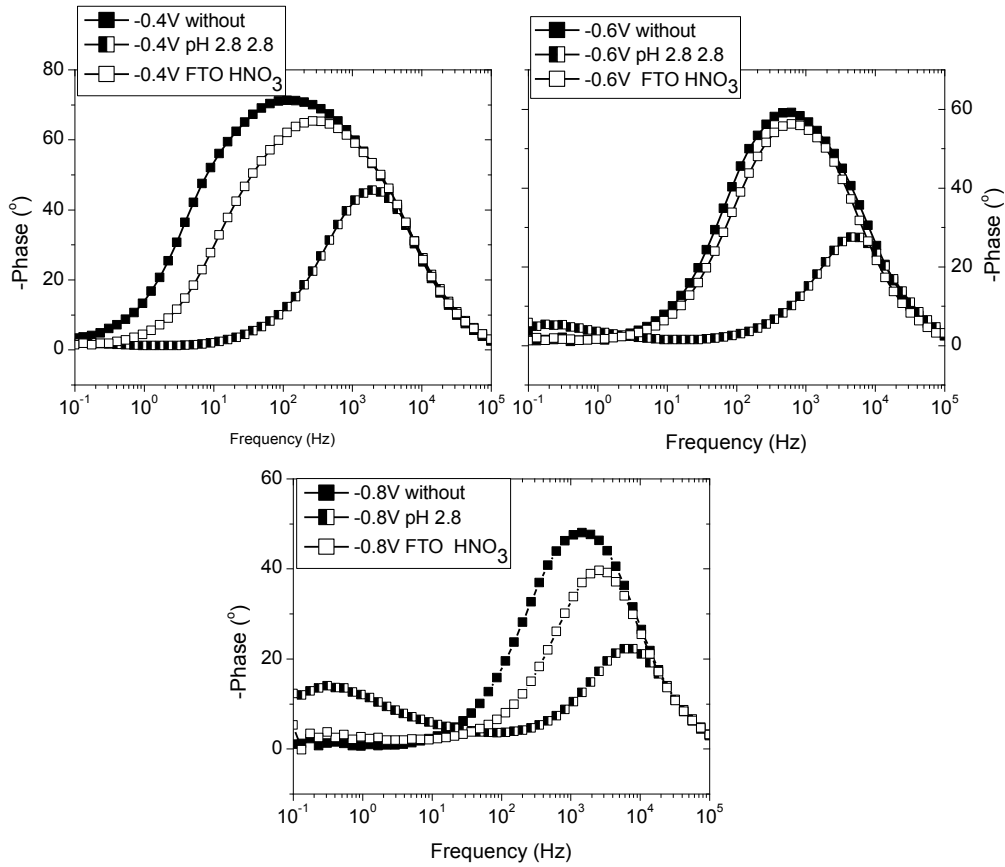 -0.4V without
-0.4V pH 2.8 2.8
-0.4V FTO HNO3
80
60
40
20
0
-Phase (°)
10-1 100 101 102 103 104 105
Frequency (Hz)
-0.6V without
-0.6V pH 2.8 2.8
-0.6V FTO HNO3
60
40
20
0
-Phase (°)
10-1 100 101 102 103 104 105
Frequency (Hz)
-0.8V without
-0.8V pH 2.8
-0.8V FTO HNO3
60
40
20
0
-Phase (°)
10-1 100 101 102 103 104 105
Frequency (Hz)